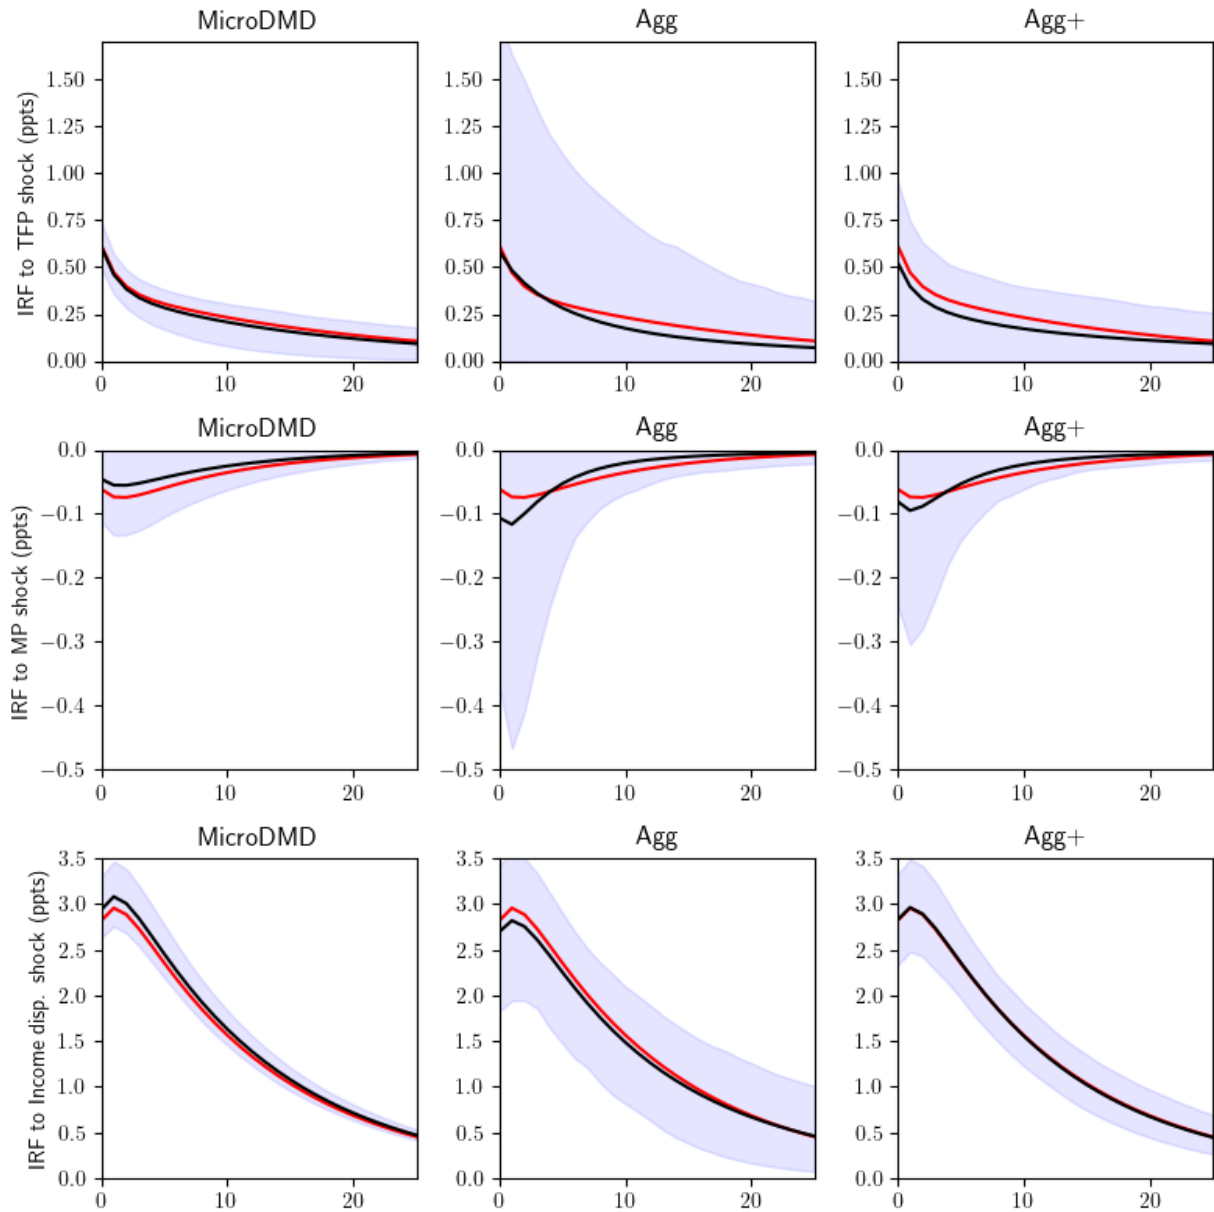 MicroDMD Agg Agg+
IRF to TFP shock (ppts)
1.50 1.50 1.50
1.25 1.25 1.25
1.00 1.00 1.00
0.75 0.75 0.75
0.50 0.50 0.50
0.25 0.25 0.25
0.00 0.00 0.00
0 10 20 0 10 20 0 10 20
MicroDMD Agg Agg+
IRF to MP shock (ppts)
0.0 0.0 0.0
−0.1 −0.1 −0.1
−0.2 −0.2 −0.2
−0.3 −0.3 −0.3
−0.4 −0.4 −0.4
−0.5 −0.5 −0.5
0 10 20 0 10 20 0 10 20
MicroDMD Agg Agg+
IRF to Income disp. shock (ppts)
3.5 3.5 3.5
3.0 3.0 3.0
2.5 2.5 2.5
2.0 2.0 2.0
1.5 1.5 1.5
1.0 1.0 1.0
0.5 0.5 0.5
0.0 0.0 0.0
0 10 20 0 10 20 0 10 20